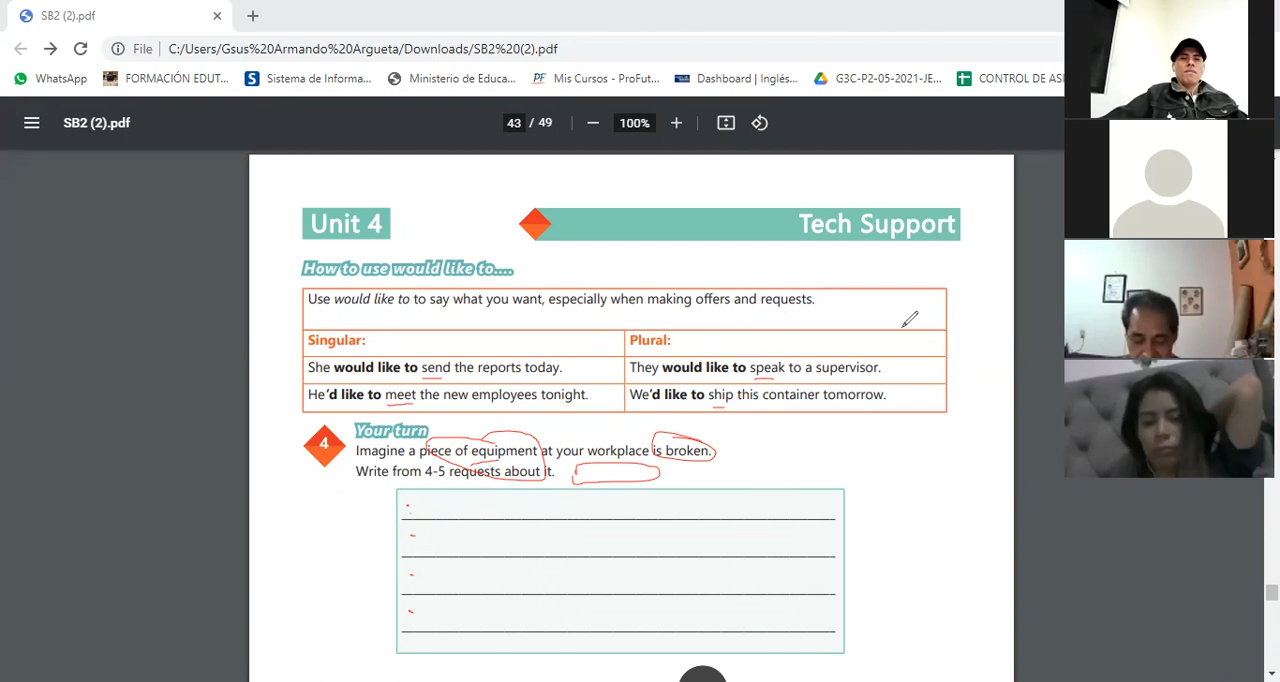 SB2 (2).pdf
File C:/Users/Gsus%20Armando%20Argueta/Downloads/SB2%20(2).pdf
WhatsApp FORMACIÓN EDUT... Sistema de Informa... Ministerio de Educa... PF Mis Cursos - ProFut... Dashboard | Inglés... G3C-P2-05-2021-JE... CONTROL DE ASI
SB2 (2).pdf 43 / 49 100%
Unit 4 Tech Support
How to use would like to....
Use would like to to say what you want, especially when making offers and requests.
Singular: Plural:
She would like to send the reports today. They would like to speak to a supervisor.
He'd like to meet the new employees tonight. We'd like to ship this container tomorrow.
4 Your turn
Imagine a piece of equipment at your workplace is broken.
Write from 4-5 requests about it.